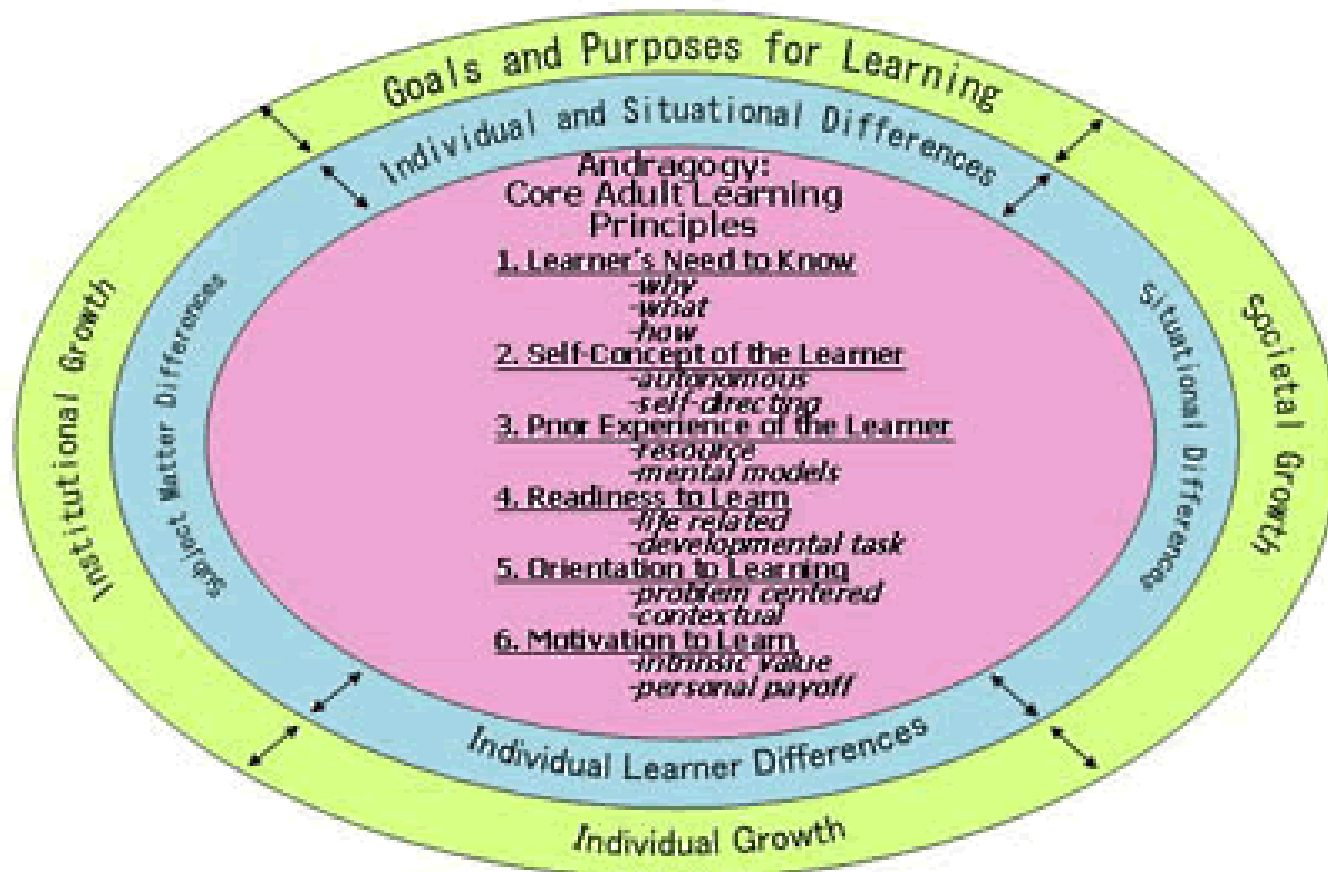 Goals and Purposes for Learning
Individual and Situational Differences
Andragogy:
Core Adult Learning
Principles
1. Learner's Need to Know
-why
-what
-how
2. Self-Concept of the Learner
-autonomous
-self-directing
3. Prior Experience of the Learner
-resource
-mental models
4. Readiness to Learn
-life related
-developmental task
5. Orientation to Learning
-problem centered
-contextual
6. Motivation to Learn
-intrinsic value
-personal payoff
Institutional Growth
Subject Matter Differences
Situational Differences
Societal Growth
Individual Learner Differences
Individual Growth